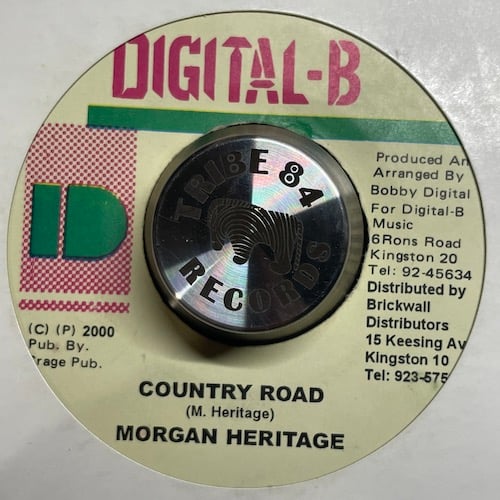 DIGITAL-B
TRIBE 84
RECORDS
Produced An
Arranged By
Bobby Digital
For Digital-B
Music
6Rons Road
Kingston 20
Tel: 92-45634
Distributed by
Brickwall
Distributors
15 Keesing Av
Kingston 10
Tel: 923-575
D
(C) (P) 2000
Pub. By.
rage Pub.
COUNTRY ROAD
(M. Heritage)
MORGAN HERITAGE